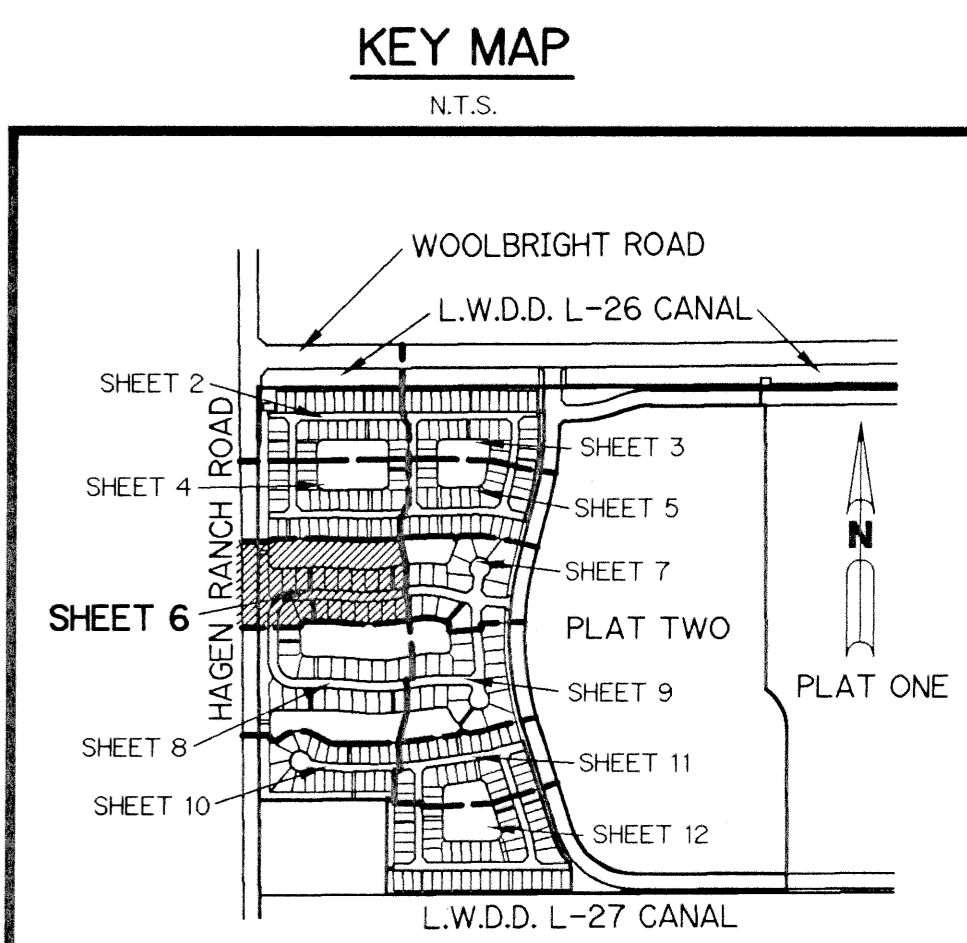 KEY MAP
N.T.S.
WOOLBRIGHT ROAD
L.W.D.D. L-26 CANAL
SHEET 2
HAGEN RANCH ROAD
SHEET 3
SHEET 4
SHEET 5
N
SHEET 7
SHEET 6
PLAT TWO
PLAT ONE
SHEET 9
SHEET 8
SHEET 11
SHEET 10
SHEET 12
L.W.D.D. L-27 CANAL